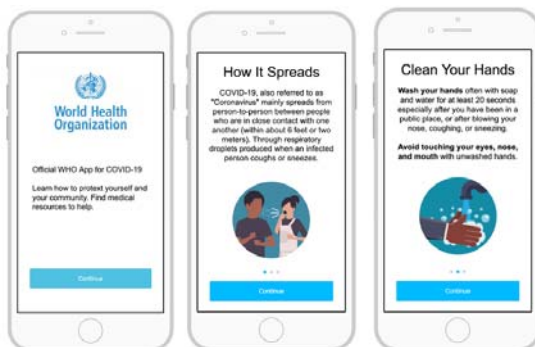 World Health
Organization
Official WHO App for COVID-19
Learn how to protext yourself and
your community. Find medical
resources to help.
Continue
How It Spreads
COVID-19, also referred to as
"Coronavirus" mainly spreads from
person-to-person between people
who are in close contact with one
another (within about 6 feet or two
meters). Through respiratory
droplets produced when an infected
person coughs or sneezes.
Continue
Clean Your Hands
Wash your hands often with soap
and water for at least 20 seconds
especially after you have been in a
public place, or after blowing your
nose, coughing, or sneezing.
Avoid touching your eyes, nose,
and mouth with unwashed hands.
Continue